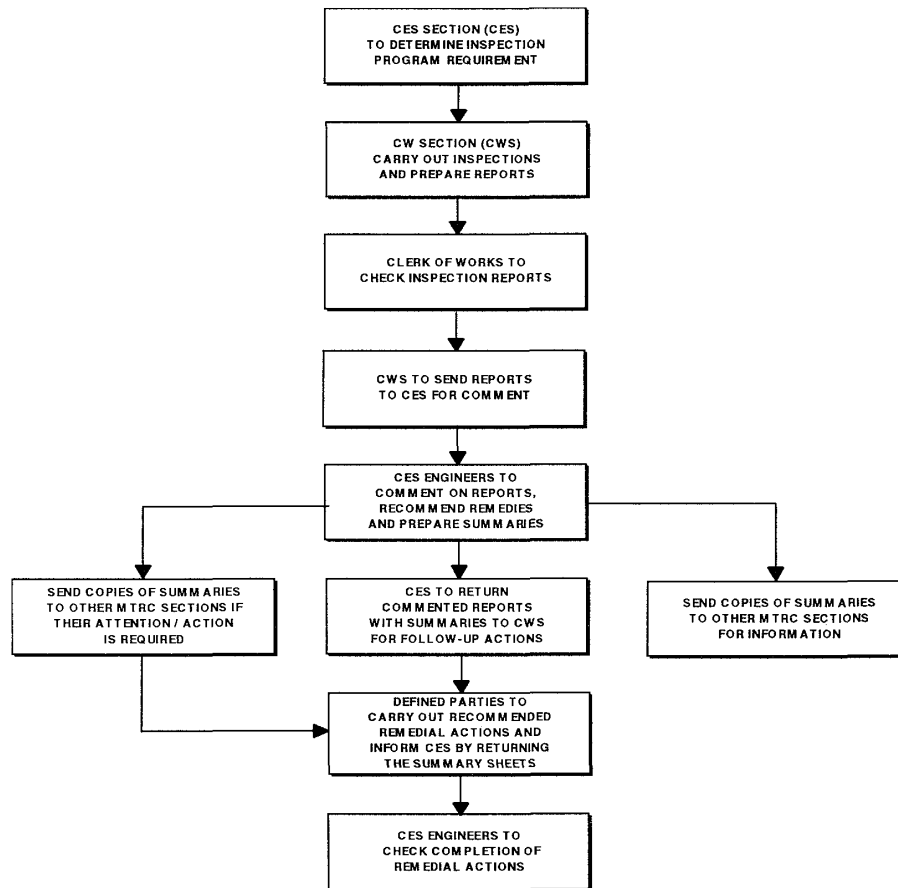 CES SECTION (CES)
TO DETERMINE INSPECTION
PROGRAM REQUIREMENT
CW SECTION (CWS)
CARRY OUT INSPECTIONS
AND PREPARE REPORTS
CLERK OF WORKS TO
CHECK INSPECTION REPORTS
CWS TO SEND REPORTS
TO CES FOR COMMENT
CES ENGINEERS TO
COMMENT ON REPORTS,
RECOMMEND REMEDIES
AND PREPARE SUMMARIES
SEND COPIES OF SUMMARIES
TO OTHER MTRC SECTIONS IF
THEIR ATTENTION / ACTION
IS REQUIRED
CES TO RETURN
COMMENTED REPORTS
WITH SUMMARIES TO CWS
FOR FOLLOW-UP ACTIONS
SEND COPIES OF SUMMARIES
TO OTHER MTRC SECTIONS
FOR INFORMATION
DEFINED PARTIES TO
CARRY OUT RECOMMENDED
REMEDIAL ACTIONS AND
INFORM CES BY RETURNING
THE SUMMARY SHEETS
CES ENGINEERS TO
CHECK COMPLETION OF
REMEDIAL ACTIONS